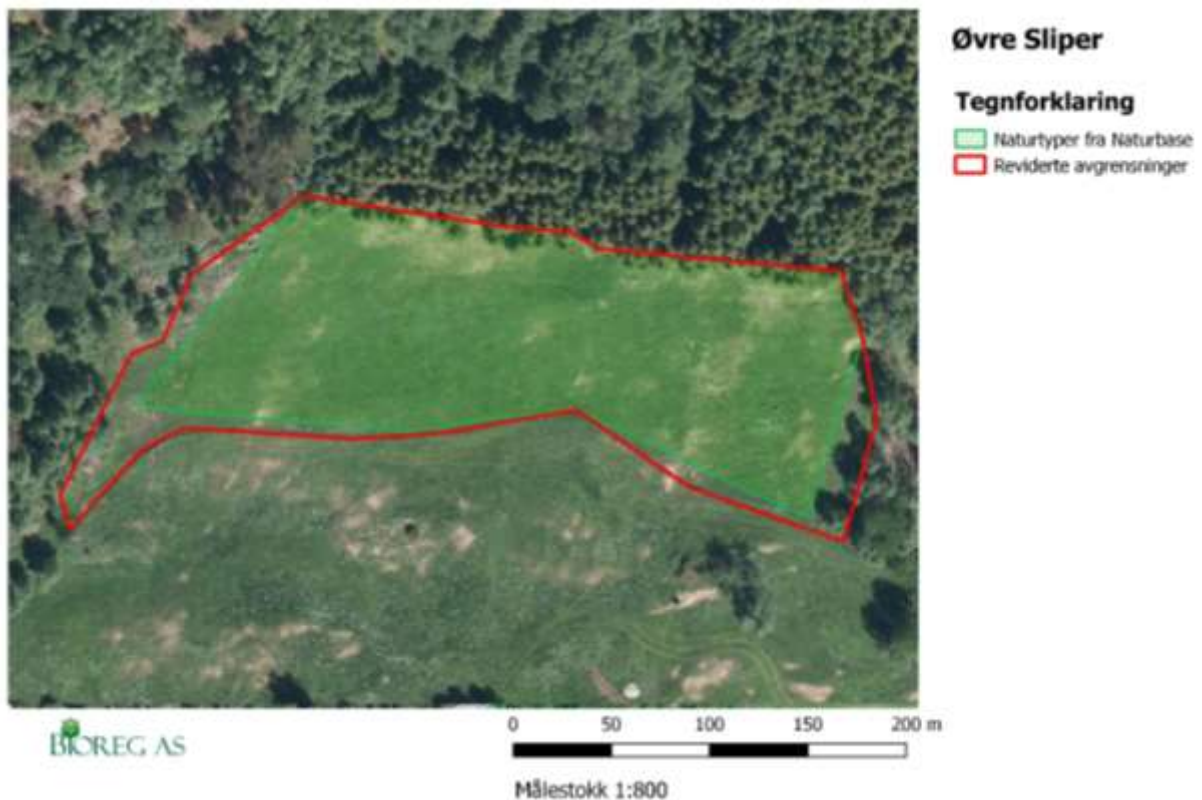 Øvre Sliper
Tegnforklaring
Naturtyper fra Naturbase
Reviderte avgrensninger
BIOREG AS
0 50 100 150 200 m
Målestokk 1:800